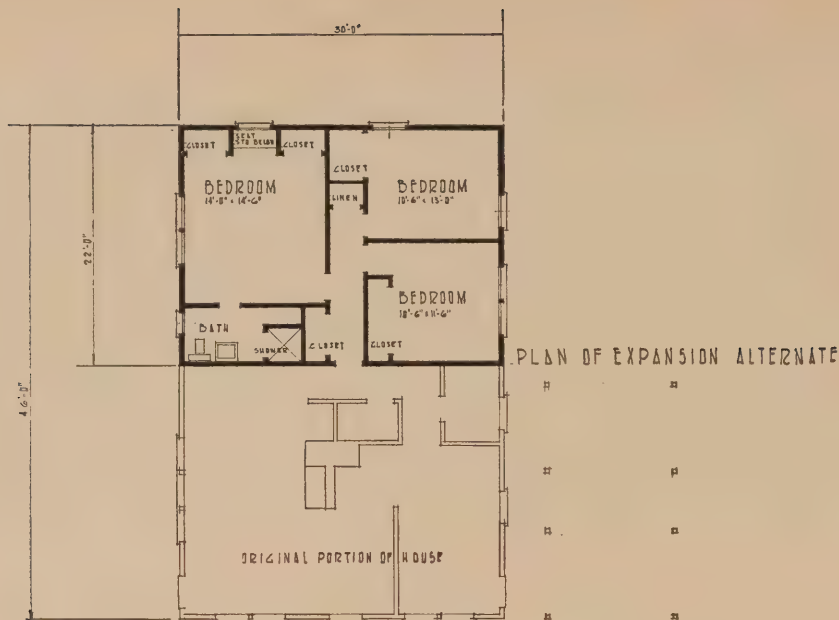 30'-0"
SEAT
STO. BELOW
CLOSET
CLOSET
CLOSET
BEDROOM
14'-0" x 14'-6"
LINEN
BEDROOM
10'-6" x 13'-0"
22'-0"
BEDROOM
10'-6" x 11'-6"
BATH
SHOWER
CLOSET
CLOSET
PLAN OF EXPANSION ALTERNATE
46'-0"
ORIGINAL PORTION OF HOUSE